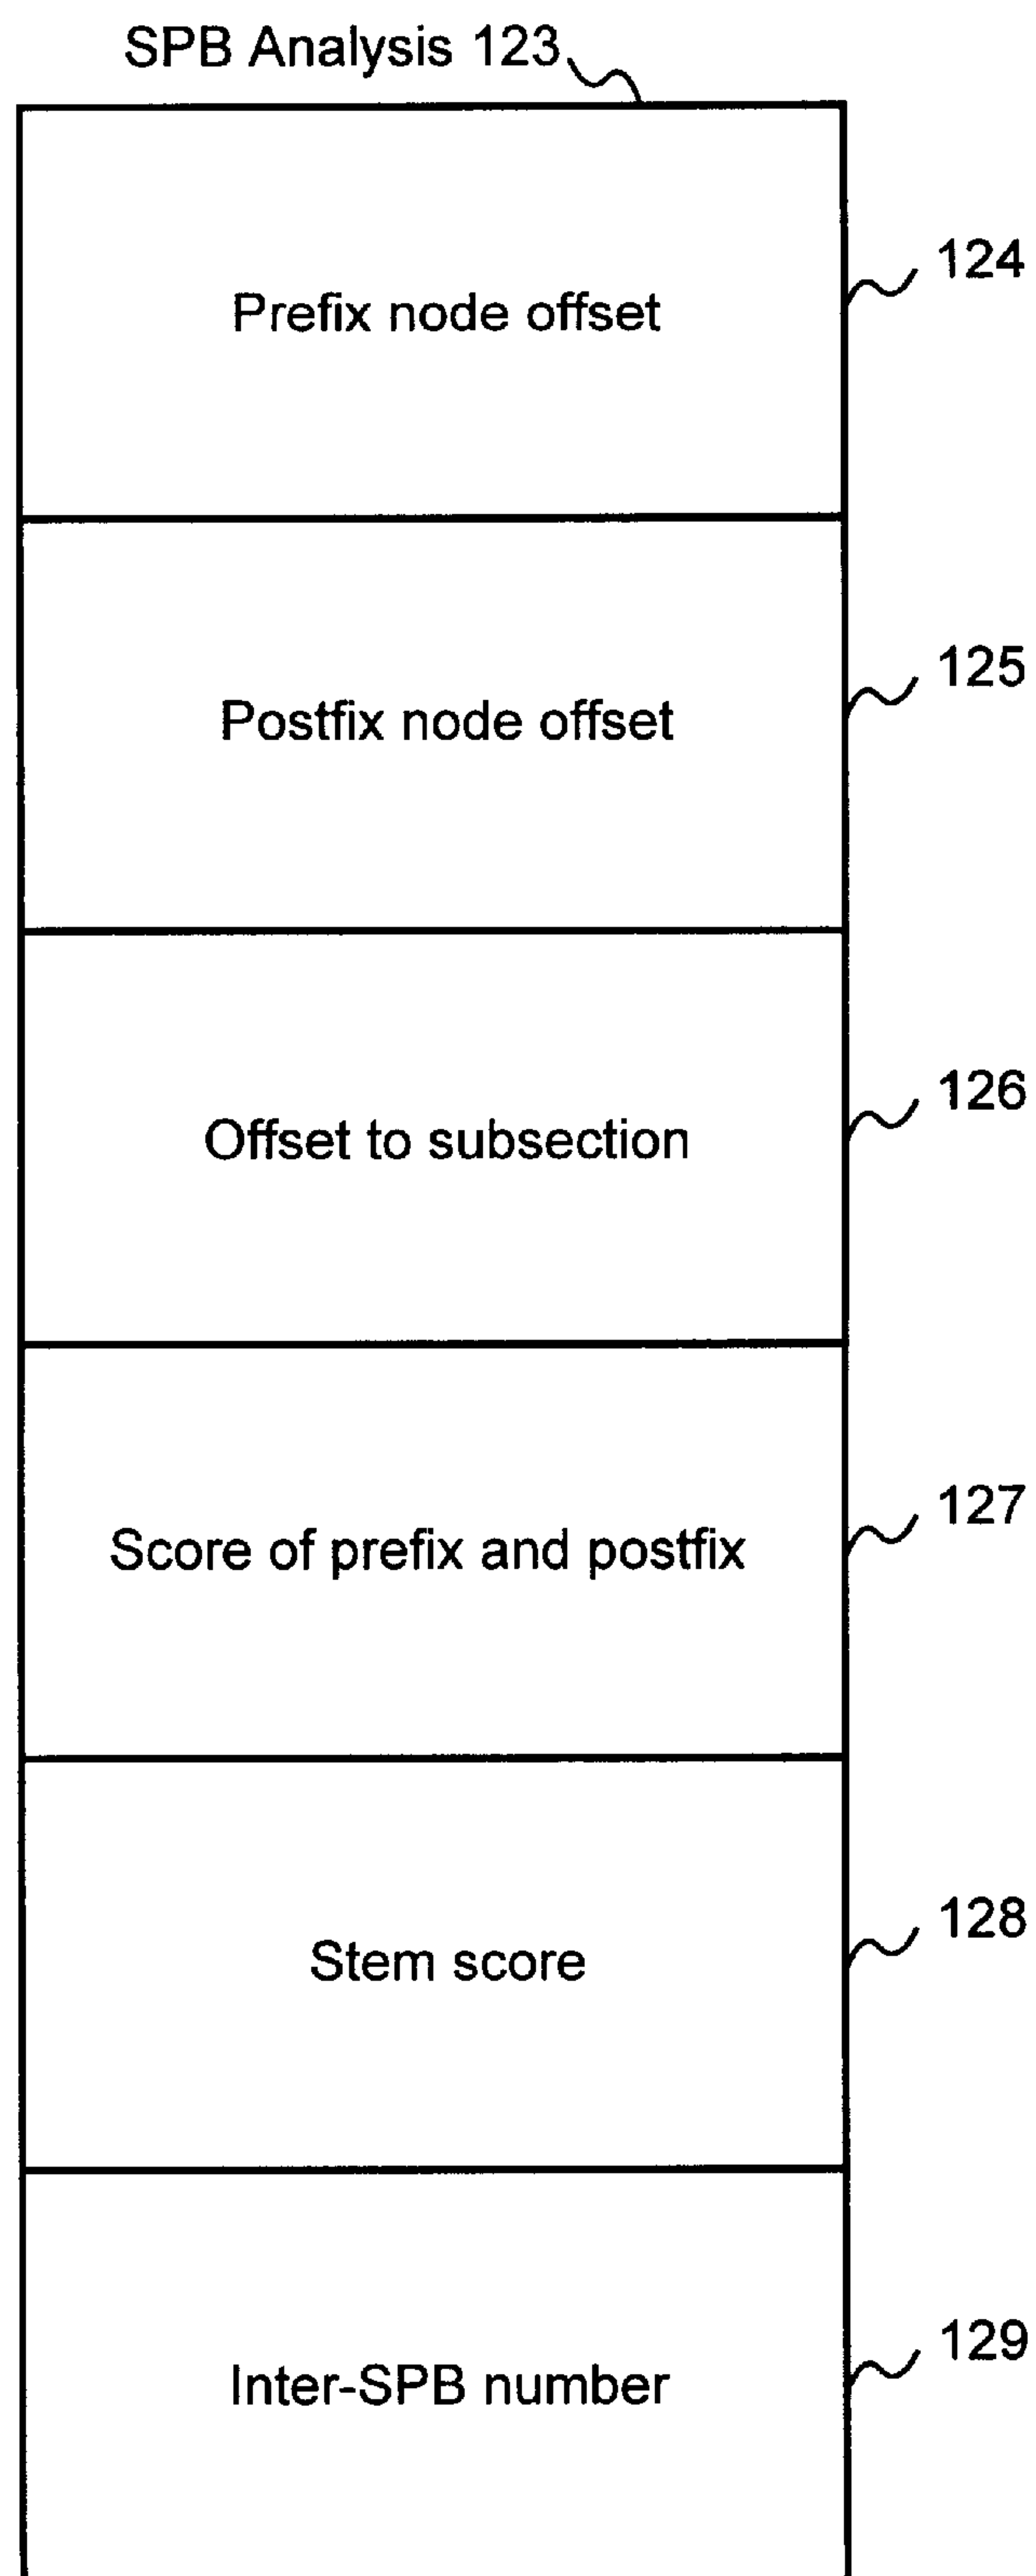 SPB Analysis 123
124
Prefix node offset
125
Postfix node offset
126
Offset to subsection
127
Score of prefix and postfix
128
Stem score
129
Inter-SPB number